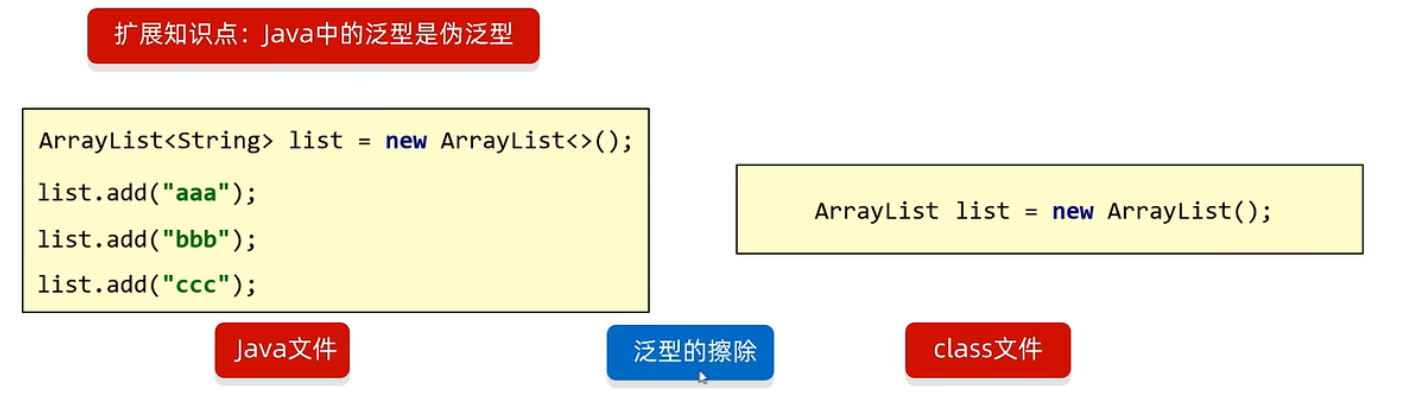 扩展知识点：Java中的泛型是伪泛型
ArrayList<String> list = new ArrayList<>();
list.add("aaa");
list.add("bbb");
list.add("ccc");
ArrayList list = new ArrayList();
Java文件
泛型的擦除
class文件